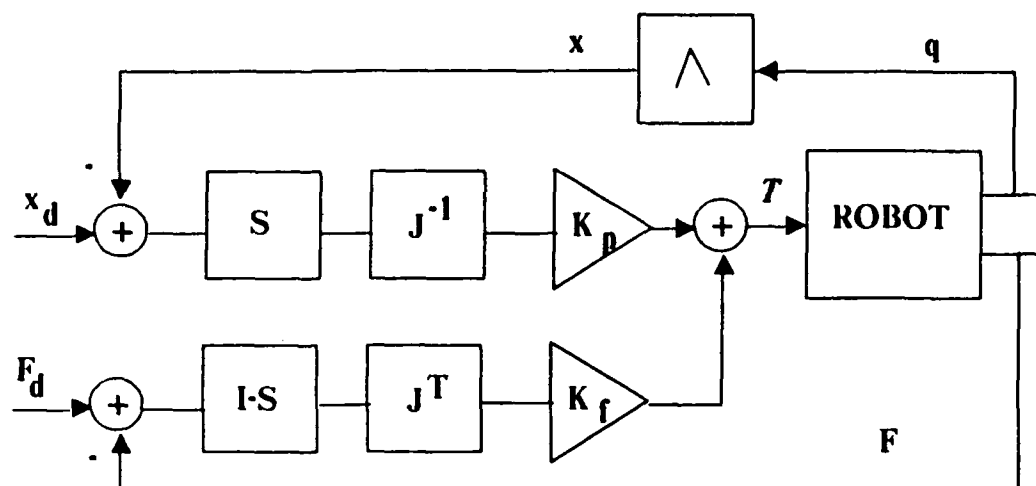 x Λ q
-
x_d + S J^-1 K_p + T ROBOT
F_d + I-S J^T K_f
- F